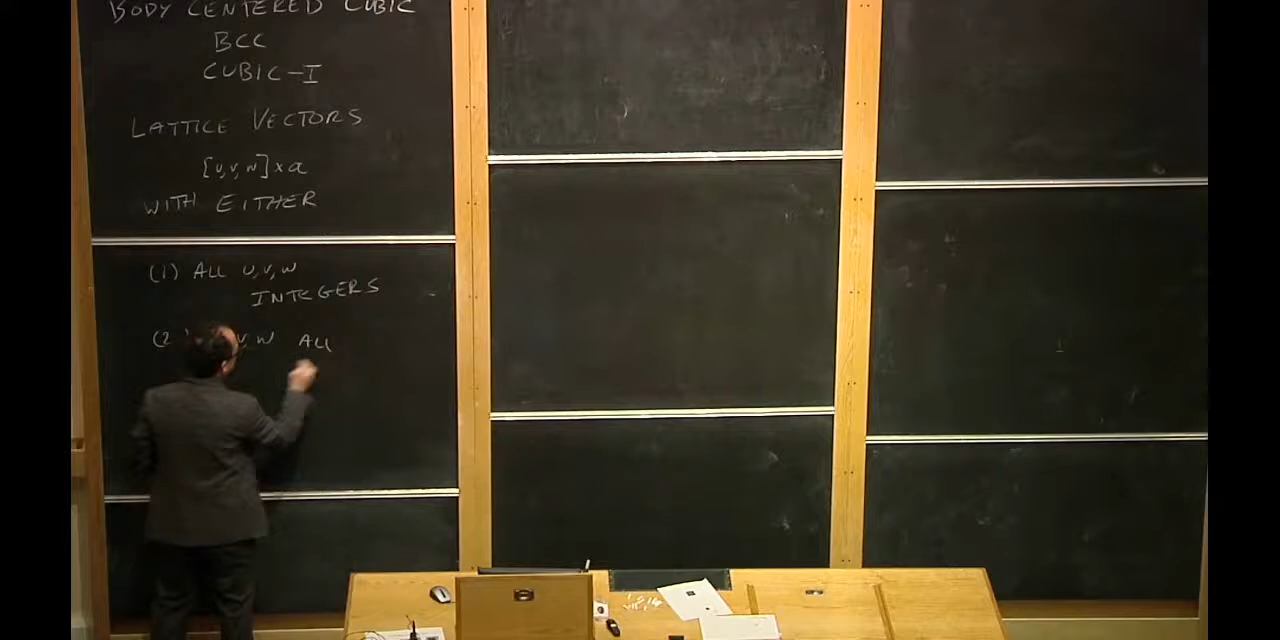 BODY CENTERED CUBIC
BCC
CUBIC-I
LATTICE VECTORS
[u,v,w] x a
WITH EITHER
(1) ALL u,v,w
INTEGERS
(2 v, w ALL